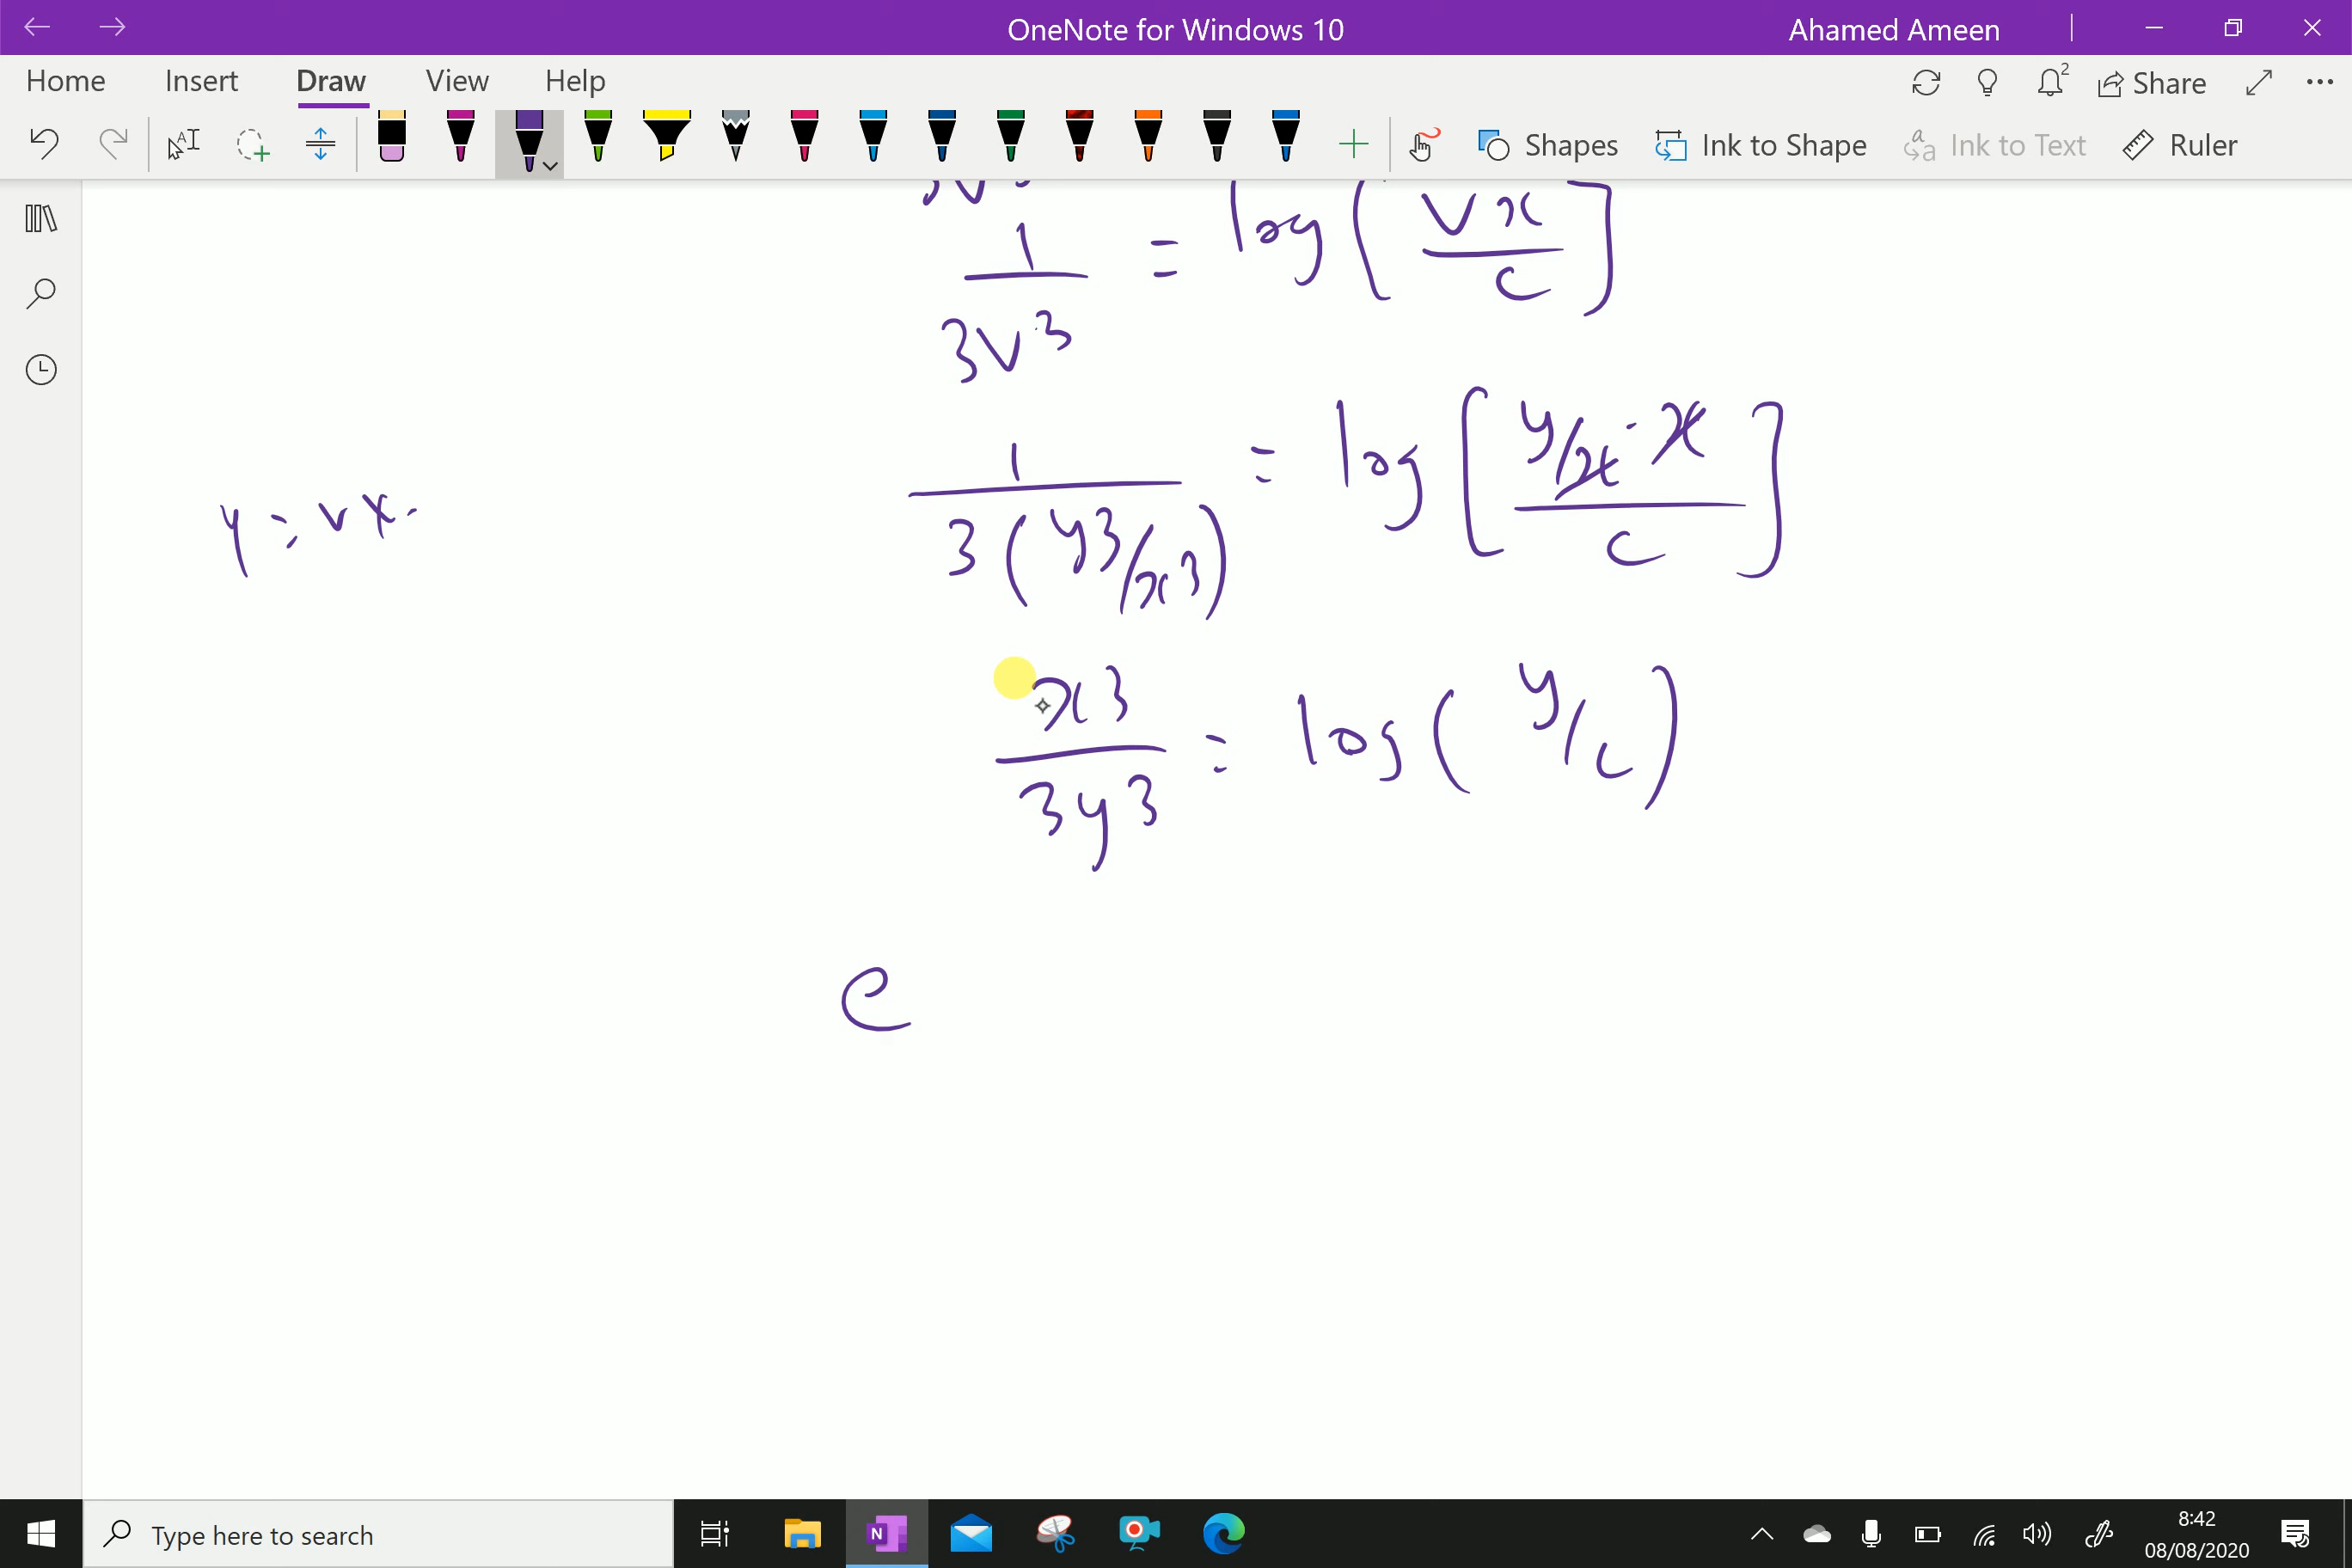 OneNote for Windows 10
Ahamed Ameen
Home Insert Draw View Help
2 Share
Shapes Ink to Shape Ink to Text Ruler
1/3v³ = log[vx/c]
y = vx.
1/3(y³/x³) = log[y/x·x/c]
x³/3y³ = log(y/c)
e
Type here to search
8:42
08/08/2020